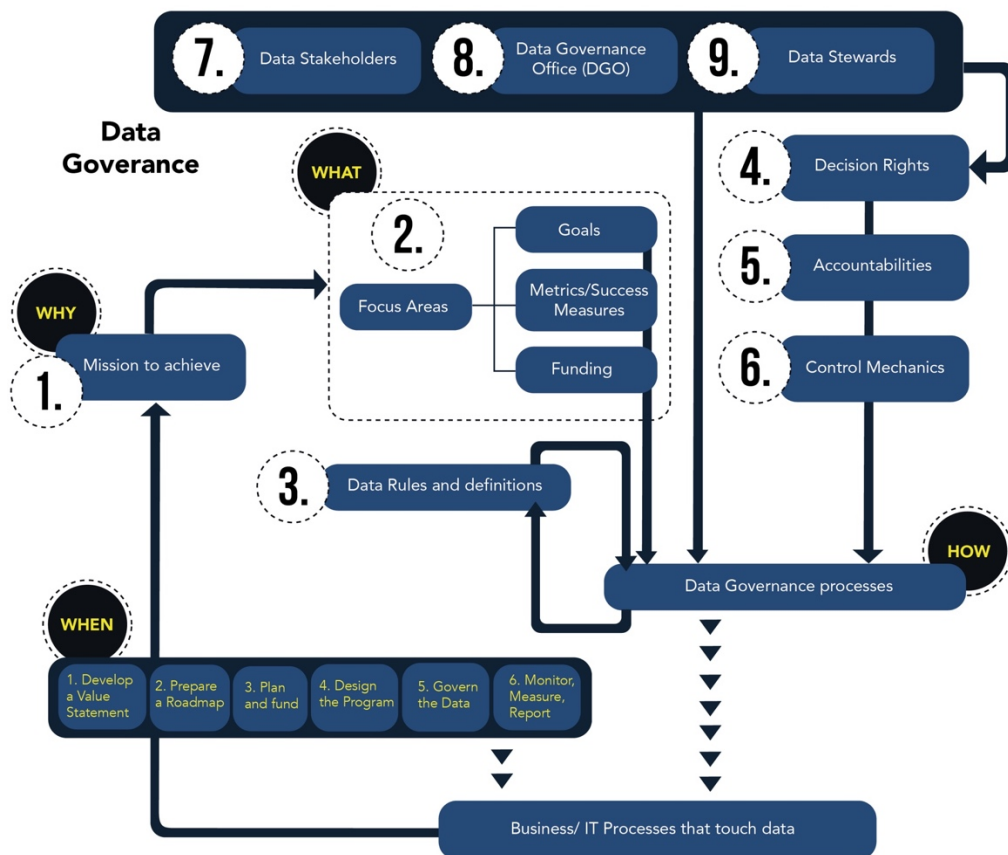 7.
Data Stakeholders
8.
Data Governance
Office (DGO)
9.
Data Stewards
Data
Goverance
WHAT
4.
Decision Rights
2.
Goals
5.
Accountabilities
WHY
Focus Areas
Metrics/Success
Measures
1.
Mission to achieve
Funding
6.
Control Mechanics
3.
Data Rules and definitions
HOW
Data Governance processes
WHEN
1. Develop
a Value
Statement
2. Prepare
a Roadmap
3. Plan
and fund
4. Design
the Program
5. Govern
the Data
6. Monitor,
Measure,
Report
Business/ IT Processes that touch data